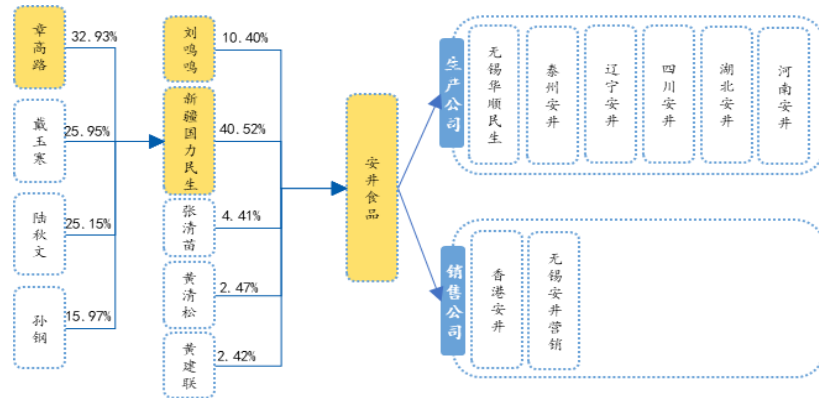 章高路
32.93%
戴玉寒
25.95%
陆秋文
25.15%
孙钢
15.97%
刘鸣鸣
10.40%
新疆国力民生
40.52%
张清苗
4.41%
黄清松
2.47%
黄建联
2.42%
安井食品
生产公司
无锡华顺民生
泰州安井
辽宁安井
四川安井
湖北安井
河南安井
销售公司
香港安井
无锡安井营销